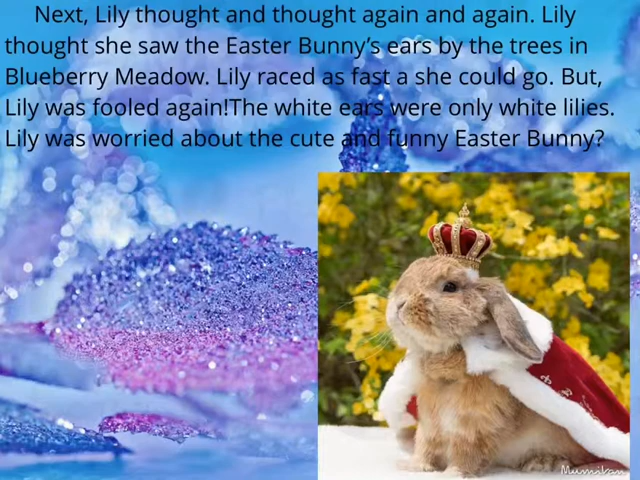 Next, Lily thought and thought again and again. Lily
thought she saw the Easter Bunny’s ears by the trees in
Blueberry Meadow. Lily raced as fast a she could go. But,
Lily was fooled again!The white ears were only white lilies.
Lily was worried about the cute and funny Easter Bunny?
Mumitan